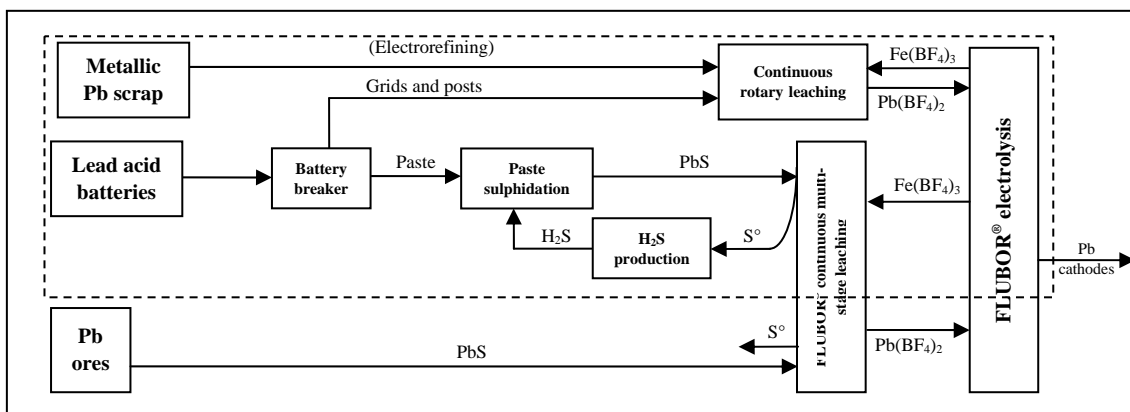 (Electrorefining)
Metallic
Pb scrap
Continuous
rotary leaching
Fe(BF₄)₃
Pb(BF₄)₂
Grids and posts
Lead acid
batteries
Battery
breaker
Paste
Paste
sulphidation
PbS
H₂S
H₂S
production
S°
FLUBOR® continuous multi-
stage leaching
Fe(BF₄)₃
FLUBOR® electrolysis
Pb
cathodes
Pb
ores
PbS
S°
Pb(BF₄)₂